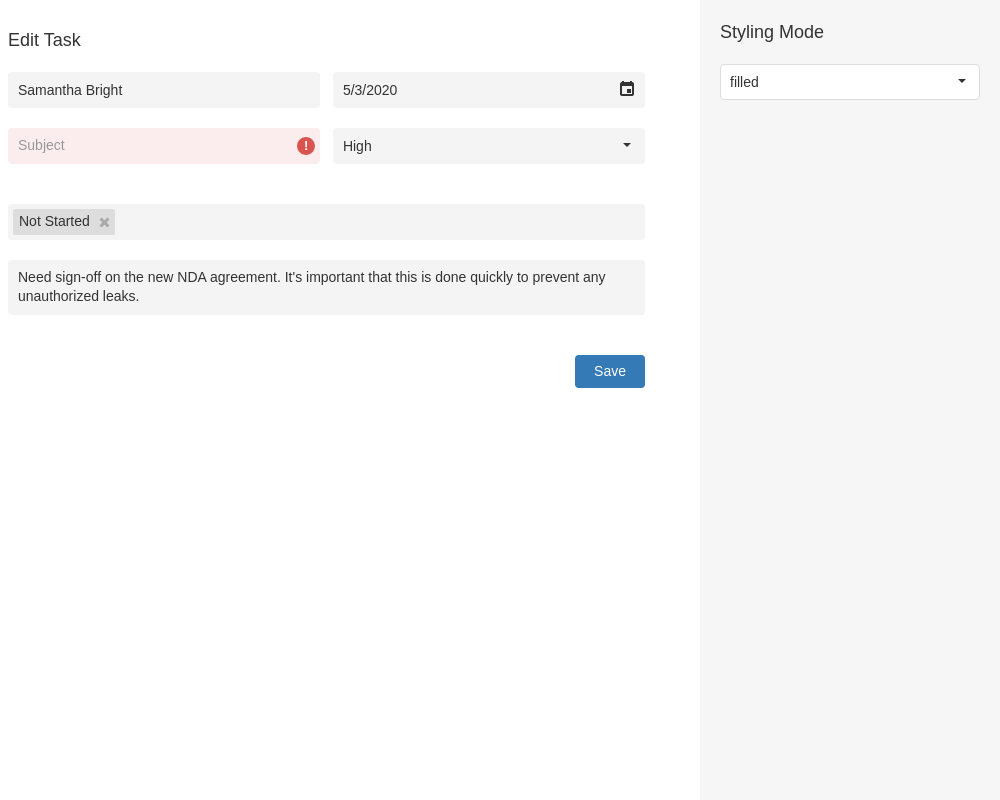 Edit Task
Styling Mode
Samantha Bright
5/3/2020
filled
Subject
!
High
Not Started
Need sign-off on the new NDA agreement. It's important that this is done quickly to prevent any
unauthorized leaks.
Save